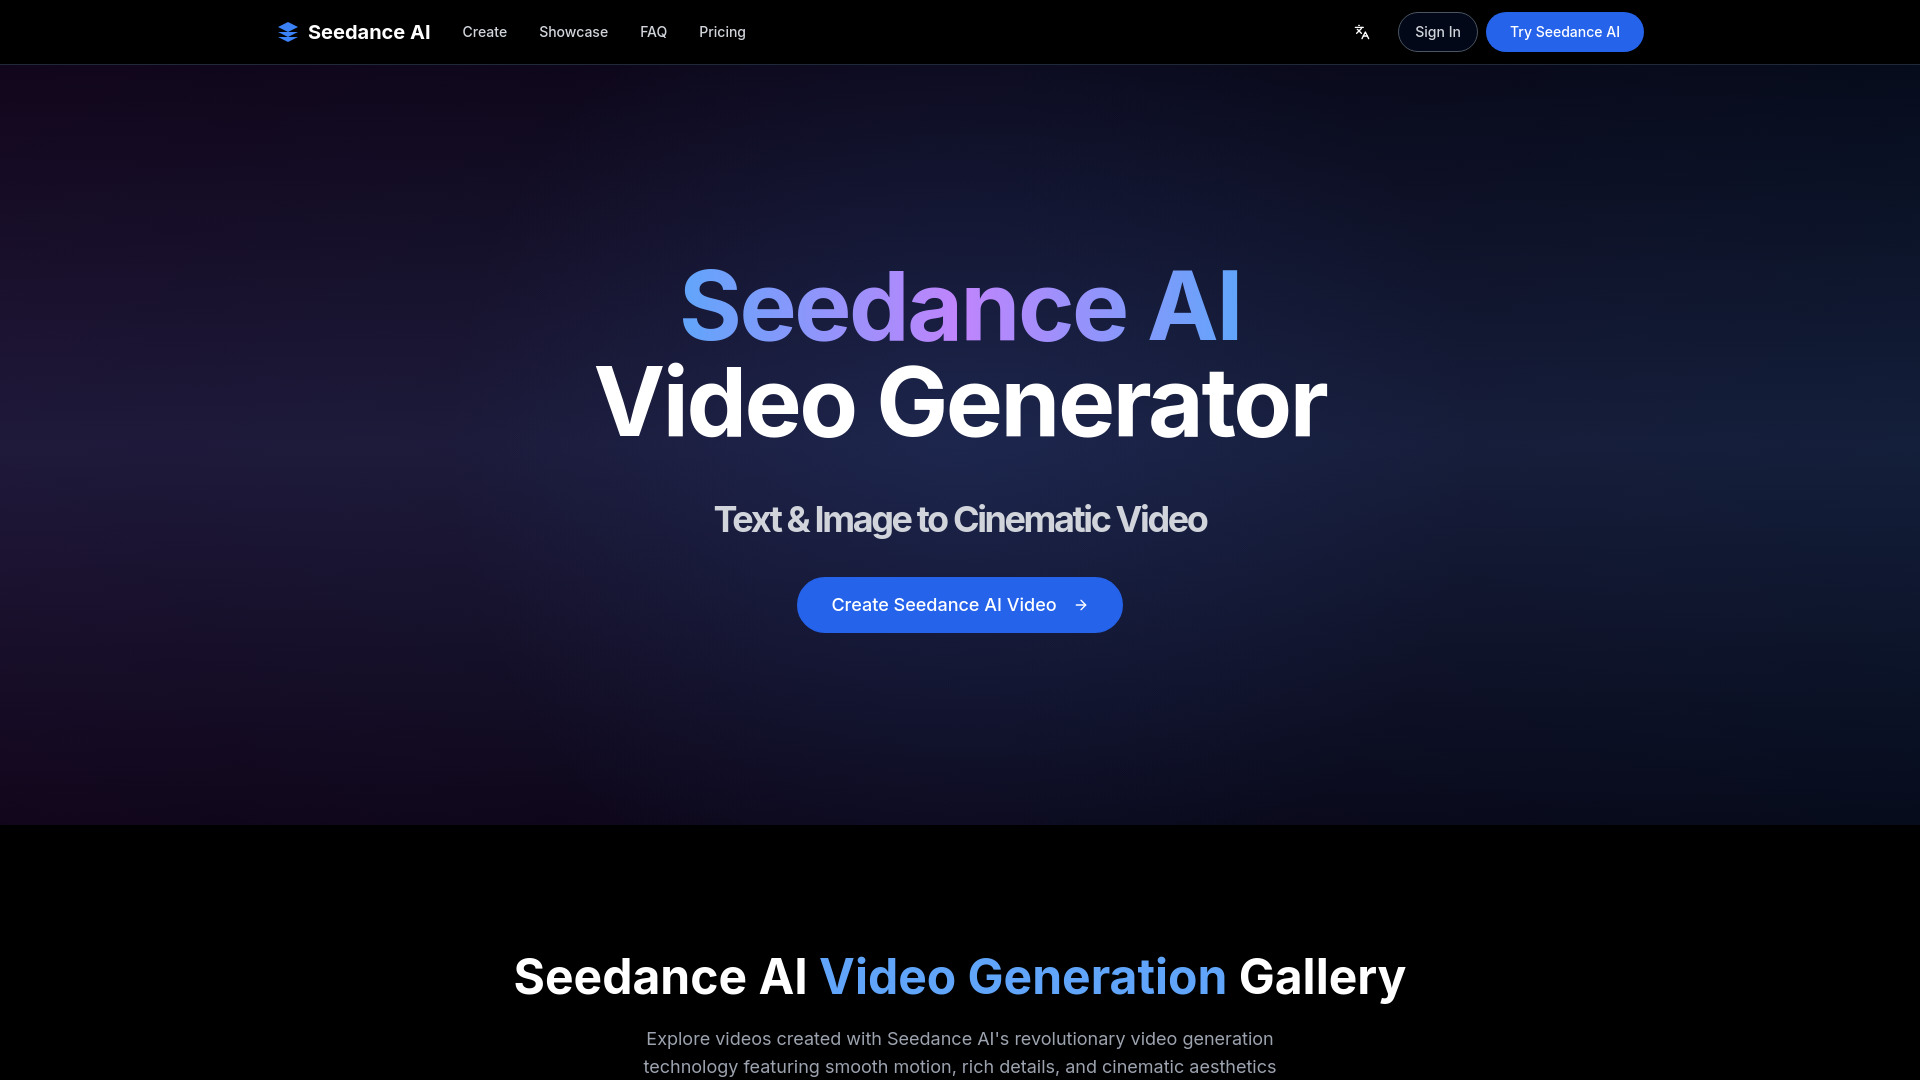 Seedance AI
Create
Showcase
FAQ
Pricing
Sign In
Try Seedance AI
Seedance AI
Video Generator
Text & Image to Cinematic Video
Create Seedance AI Video
Seedance AI Video Generation Gallery
Explore videos created with Seedance AI's revolutionary video generation
technology featuring smooth motion, rich details, and cinematic aesthetics